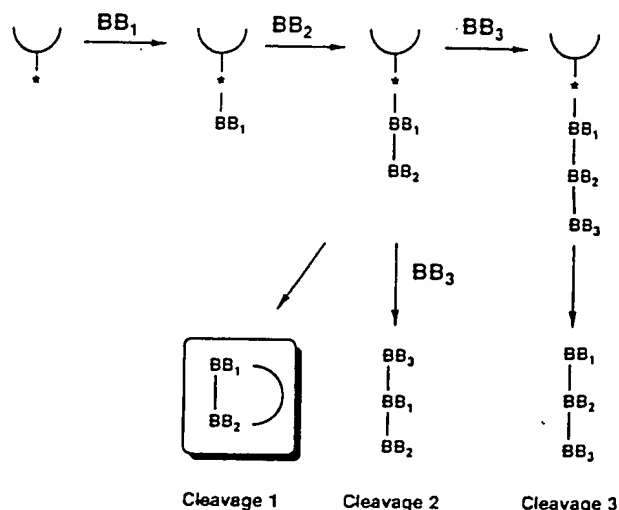 BB₁ BB₂ BB₃
* * * *
BB₁ BB₁ BB₁
BB₂ BB₂
BB₃
BB₃
BB₁ BB₃ BB₁
BB₂ BB₁ BB₂
BB₂ BB₃
Cleavage 1 Cleavage 2 Cleavage 3